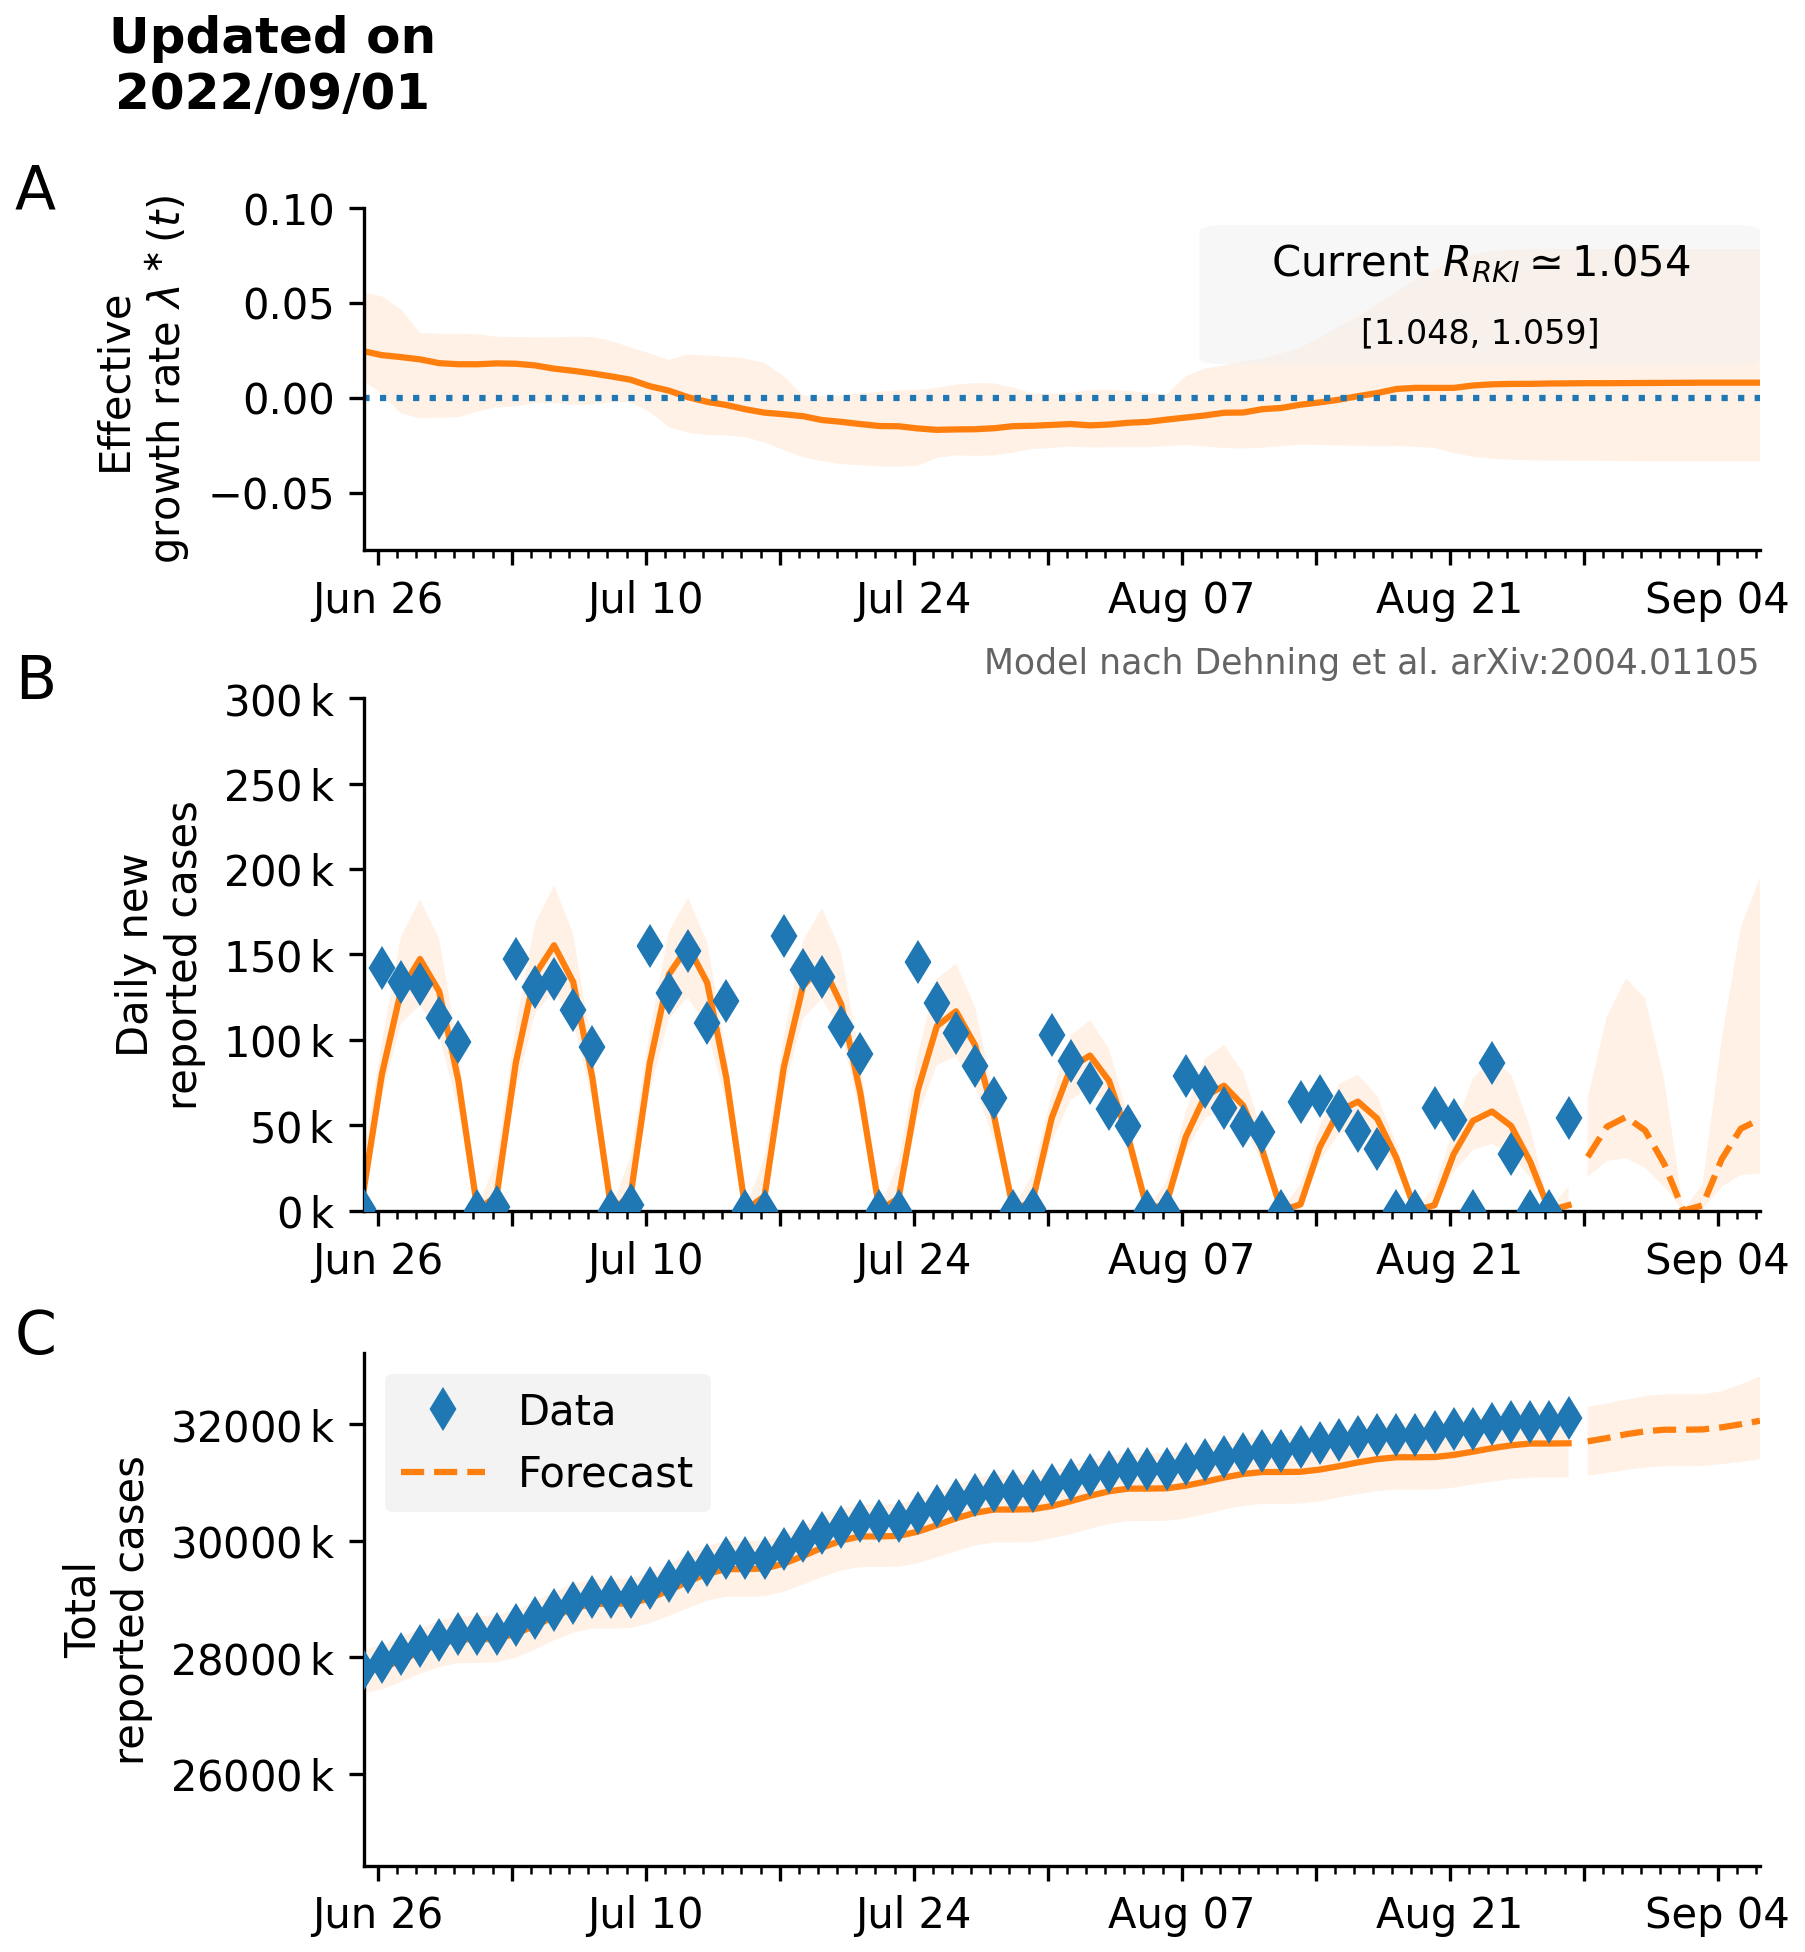 Updated on
2022/09/01
A
Effective
growth rate λ * (t)
0.10
0.05
0.00
−0.05
Current R_RKI ≃ 1.054
[1.048, 1.059]
Jun 26 Jul 10 Jul 24 Aug 07 Aug 21 Sep 04
Model nach Dehning et al. arXiv:2004.01105
B
Daily new
reported cases
300 k
250 k
200 k
150 k
100 k
50 k
0 k
Jun 26 Jul 10 Jul 24 Aug 07 Aug 21 Sep 04
C
Total
reported cases
32000 k
30000 k
28000 k
26000 k
Data
Forecast
Jun 26 Jul 10 Jul 24 Aug 07 Aug 21 Sep 04